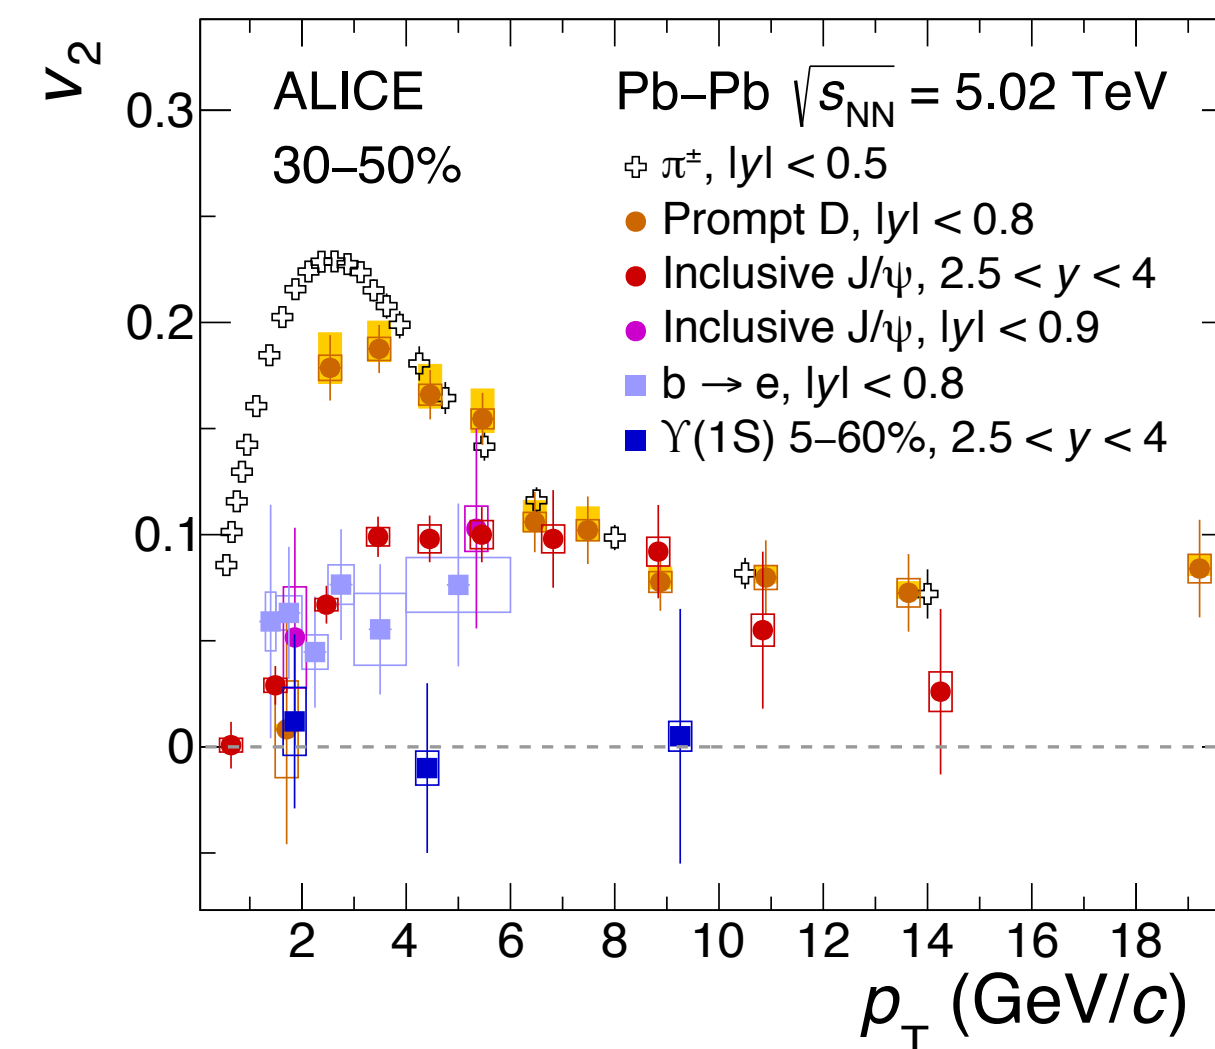 v₂
ALICE
30–50%
Pb–Pb √sNN = 5.02 TeV
π±, |y| < 0.5
Prompt D, |y| < 0.8
Inclusive J/ψ, 2.5 < y < 4
Inclusive J/ψ, |y| < 0.9
b → e, |y| < 0.8
ϒ(1S) 5–60%, 2.5 < y < 4
0.3
0.2
0.1
0
2 4 6 8 10 12 14 16 18
pT (GeV/c)